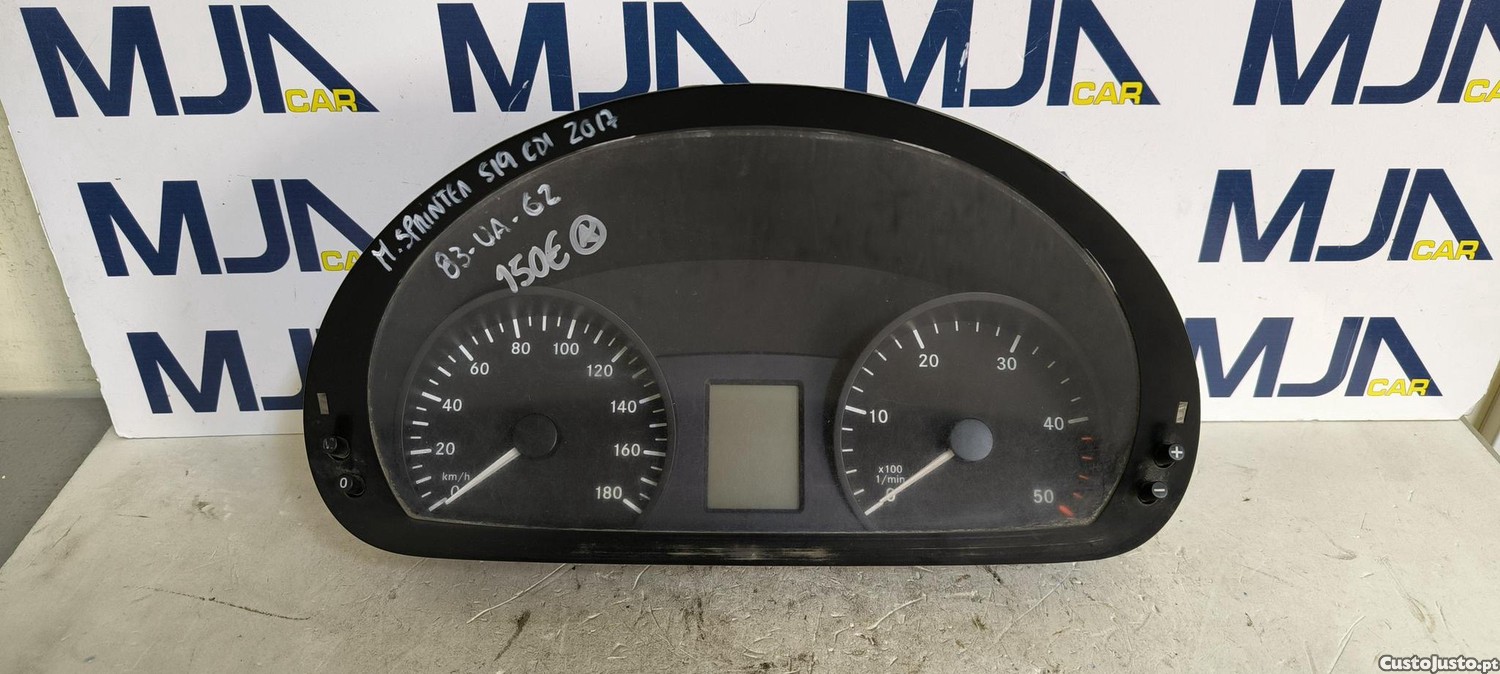 MJA CAR MJA CAR MJA CAR MJA CAR
MJA CAR MJA CAR
MJA MJA CAR
M. SPRINTER 519 CDI 2017
83-UA-62
150€ A
0 20 40 60 80 100 120 140 160 180
km/h
0 10 20 30 40 50
x100
1/min
0
+
−
CustoJusto.pt